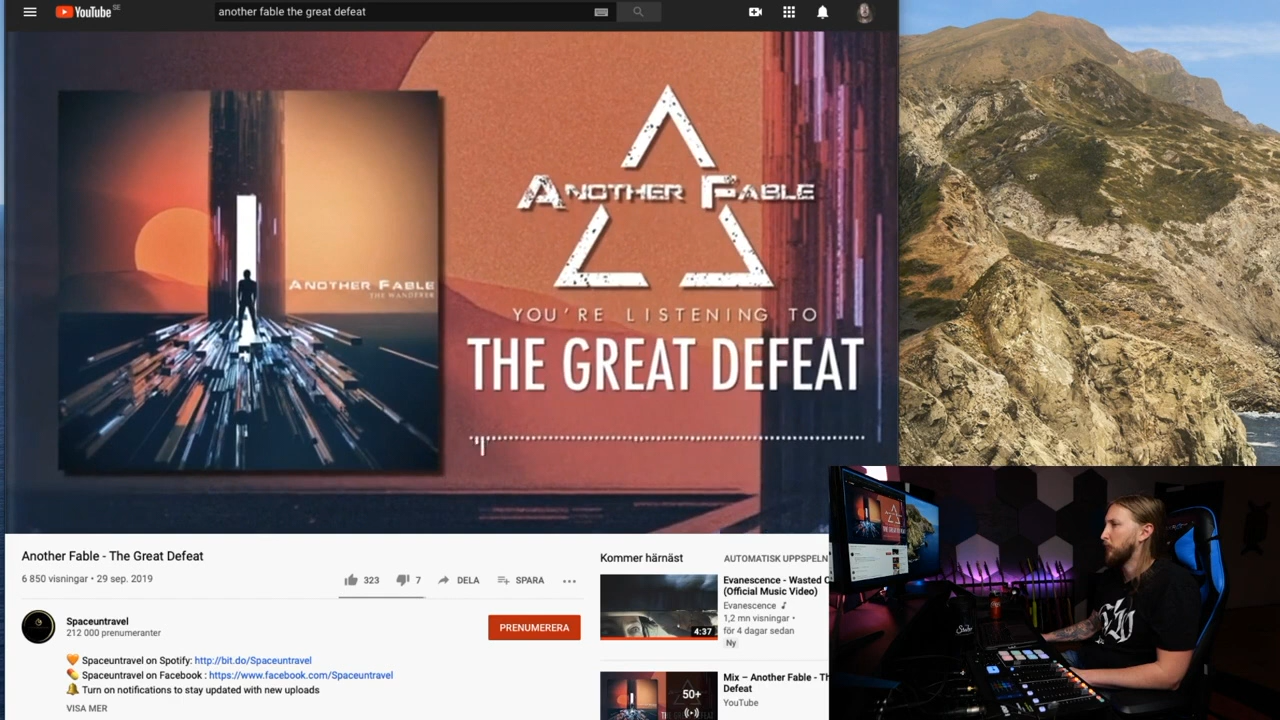 YouTube SE
another fable the great defeat
ANOTHER FABLE
THE WANDERER
ANOTHER FABLE
YOU'RE LISTENING TO
THE GREAT DEFEAT
Another Fable - The Great Defeat
6 850 visningar • 29 sep. 2019
323
7
DELA
SPARA
Spaceuntravel
212 000 prenumeranter
PRENUMERERA
🧡 Spaceuntravel on Spotify: http://bit.do/Spaceuntravel
Spaceuntravel on Facebook : https://www.facebook.com/Spaceuntravel
🔔 Turn on notifications to stay updated with new uploads
VISA MER
Kommer härnäst
AUTOMATISK UPPSPELN
4:37
Evanescence - Wasted
(Official Music Video)
Evanescence
1,2 mn visningar •
för 4 dagar sedan
Ny
50+
Mix – Another Fable - Th
Defeat
YouTube
THE GREAT DEFEAT